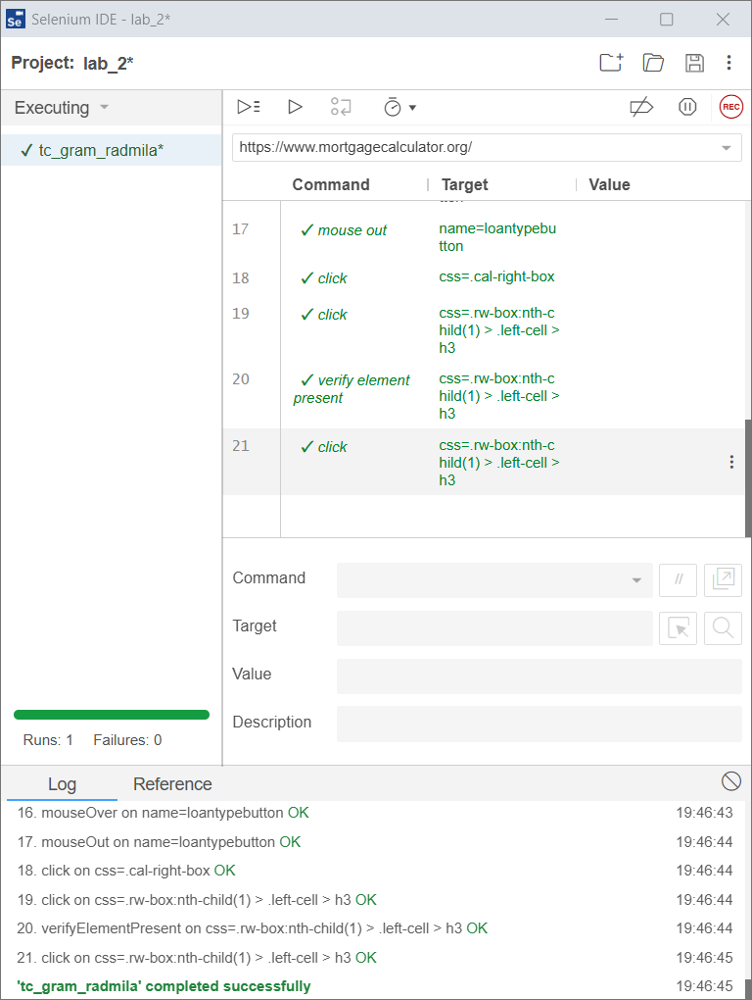 Se
Selenium IDE - lab_2*
Project: lab_2*
Executing
REC
✓ tc_gram_radmila*
https://www.mortgagecalculator.org/
Command Target Value
17 ✓ mouse out name=loantypebu
tton
18 ✓ click css=.cal-right-box
19 ✓ click css=.rw-box:nth-c
hild(1) > .left-cell >
h3
20 ✓ verify element css=.rw-box:nth-c
present hild(1) > .left-cell >
h3
21 ✓ click css=.rw-box:nth-c
hild(1) > .left-cell >
h3
Command //
Target
Value
Description
Runs: 1 Failures: 0
Log Reference
16. mouseOver on name=loantypebutton OK 19:46:43
17. mouseOut on name=loantypebutton OK 19:46:44
18. click on css=.cal-right-box OK 19:46:44
19. click on css=.rw-box:nth-child(1) > .left-cell > h3 OK 19:46:44
20. verifyElementPresent on css=.rw-box:nth-child(1) > .left-cell > h3 OK 19:46:44
21. click on css=.rw-box:nth-child(1) > .left-cell > h3 OK 19:46:45
'tc_gram_radmila' completed successfully 19:46:45